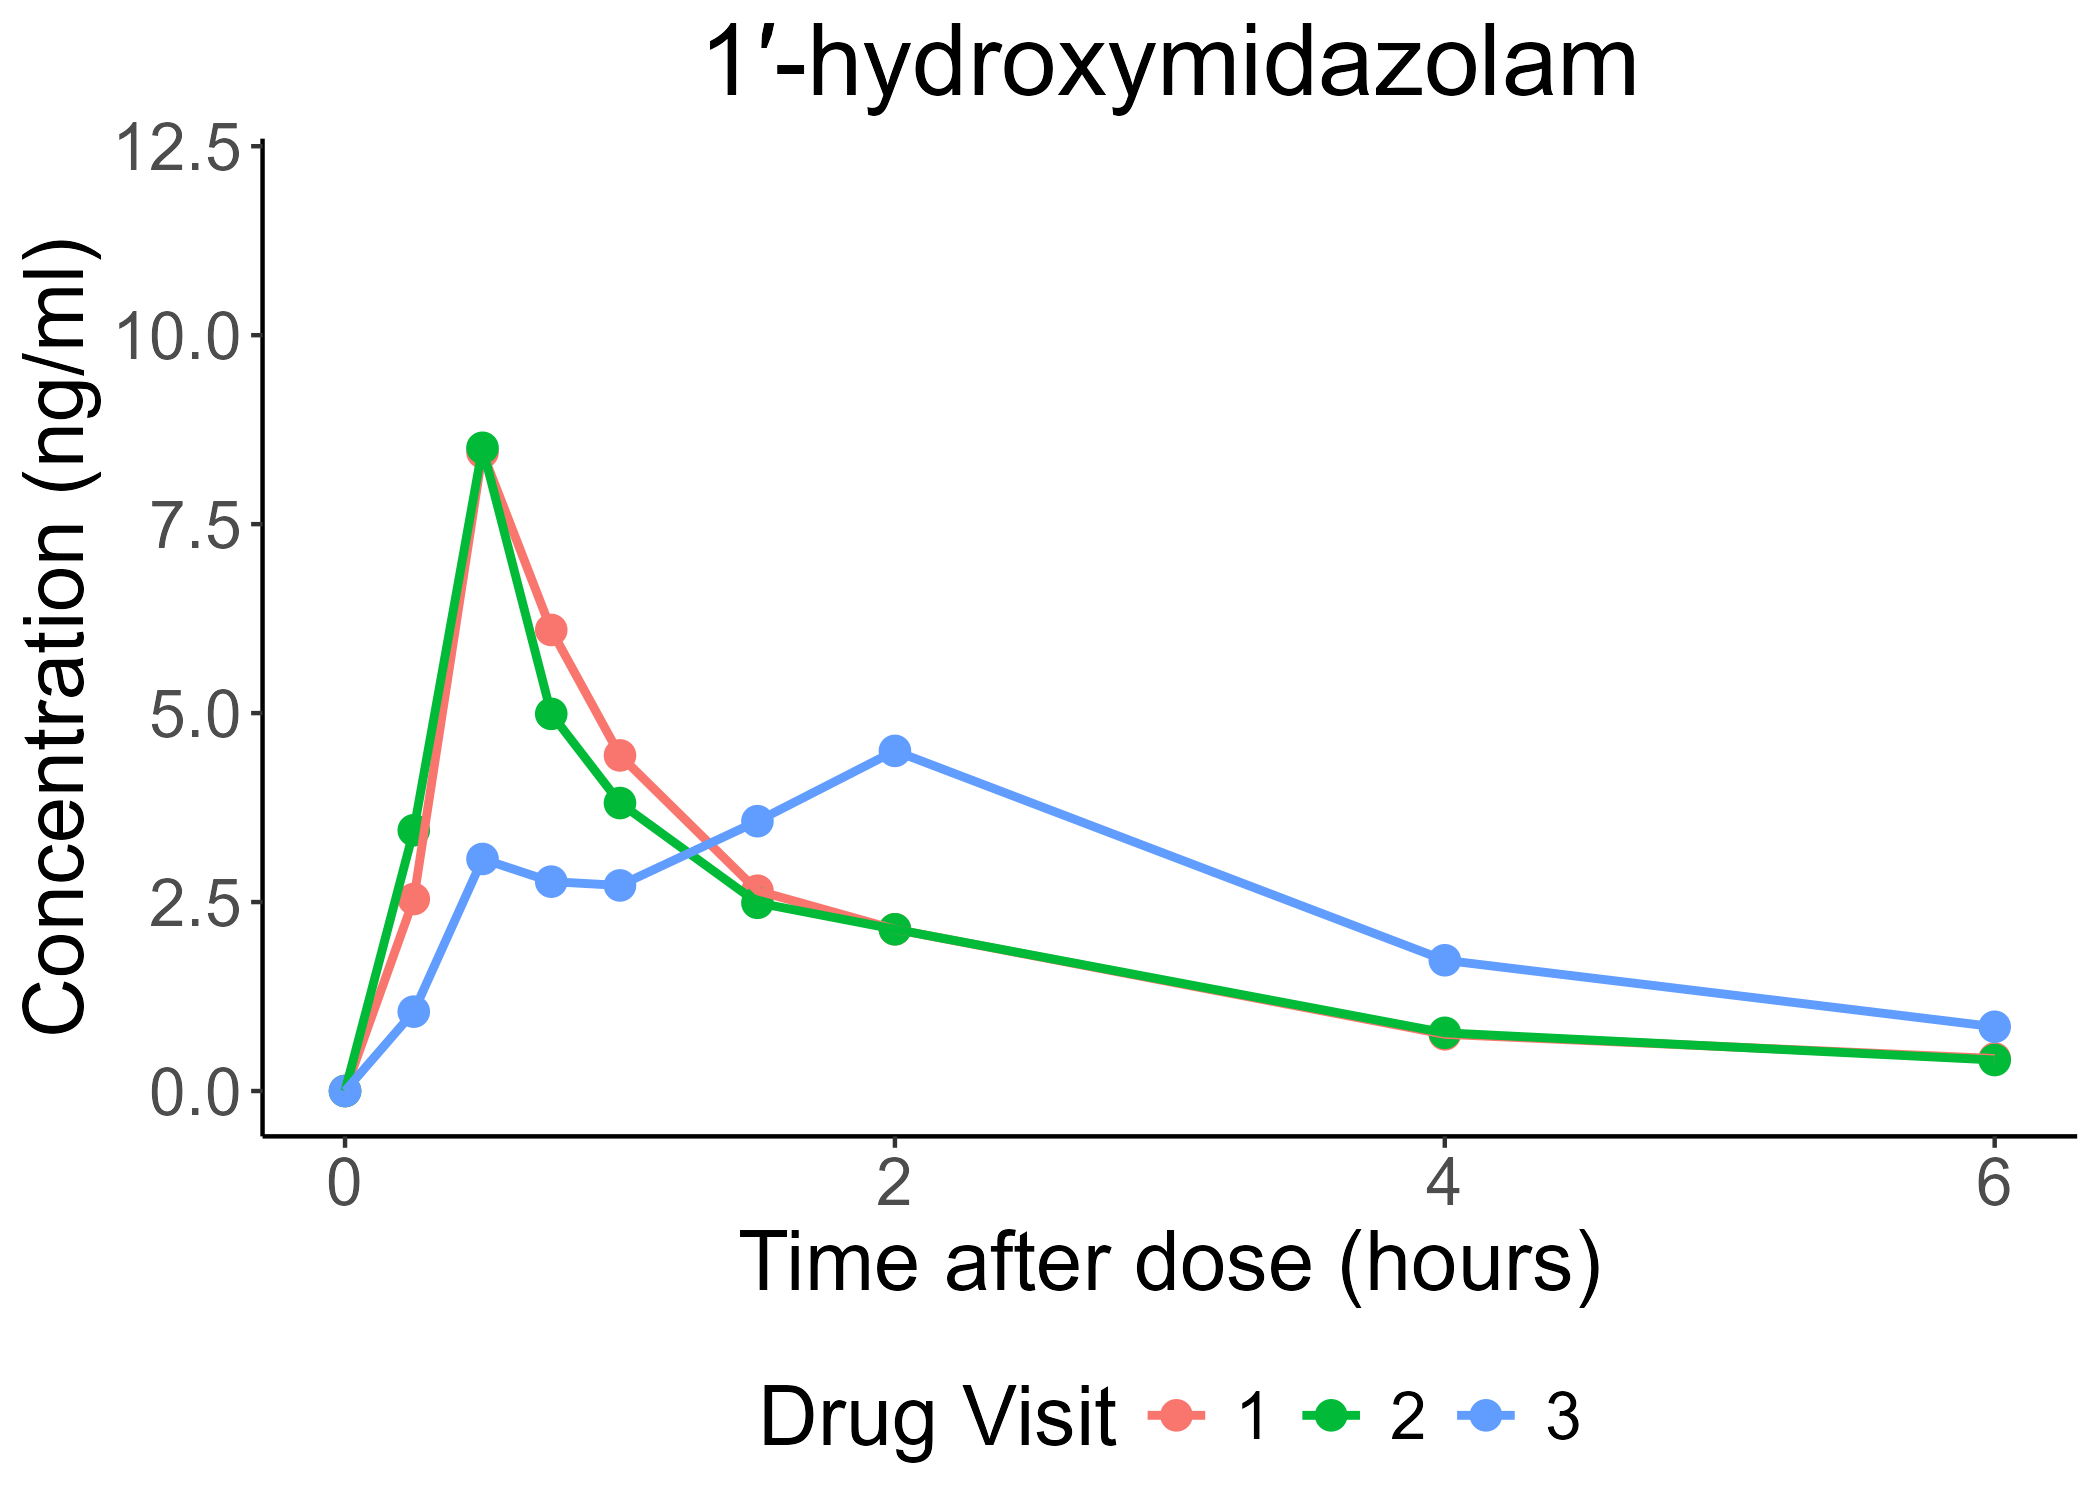 1′-hydroxymidazolam
12.5
10.0
7.5
5.0
2.5
0.0
Concentration (ng/ml)
0 2 4 6
Time after dose (hours)
Drug Visit 1 2 3